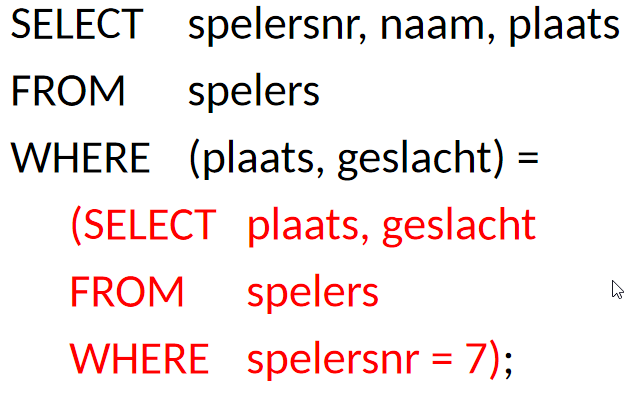 SELECT spelersnr, naam, plaats
FROM spelers
WHERE (plaats, geslacht) =
(SELECT plaats, geslacht
FROM spelers
WHERE spelersnr = 7);